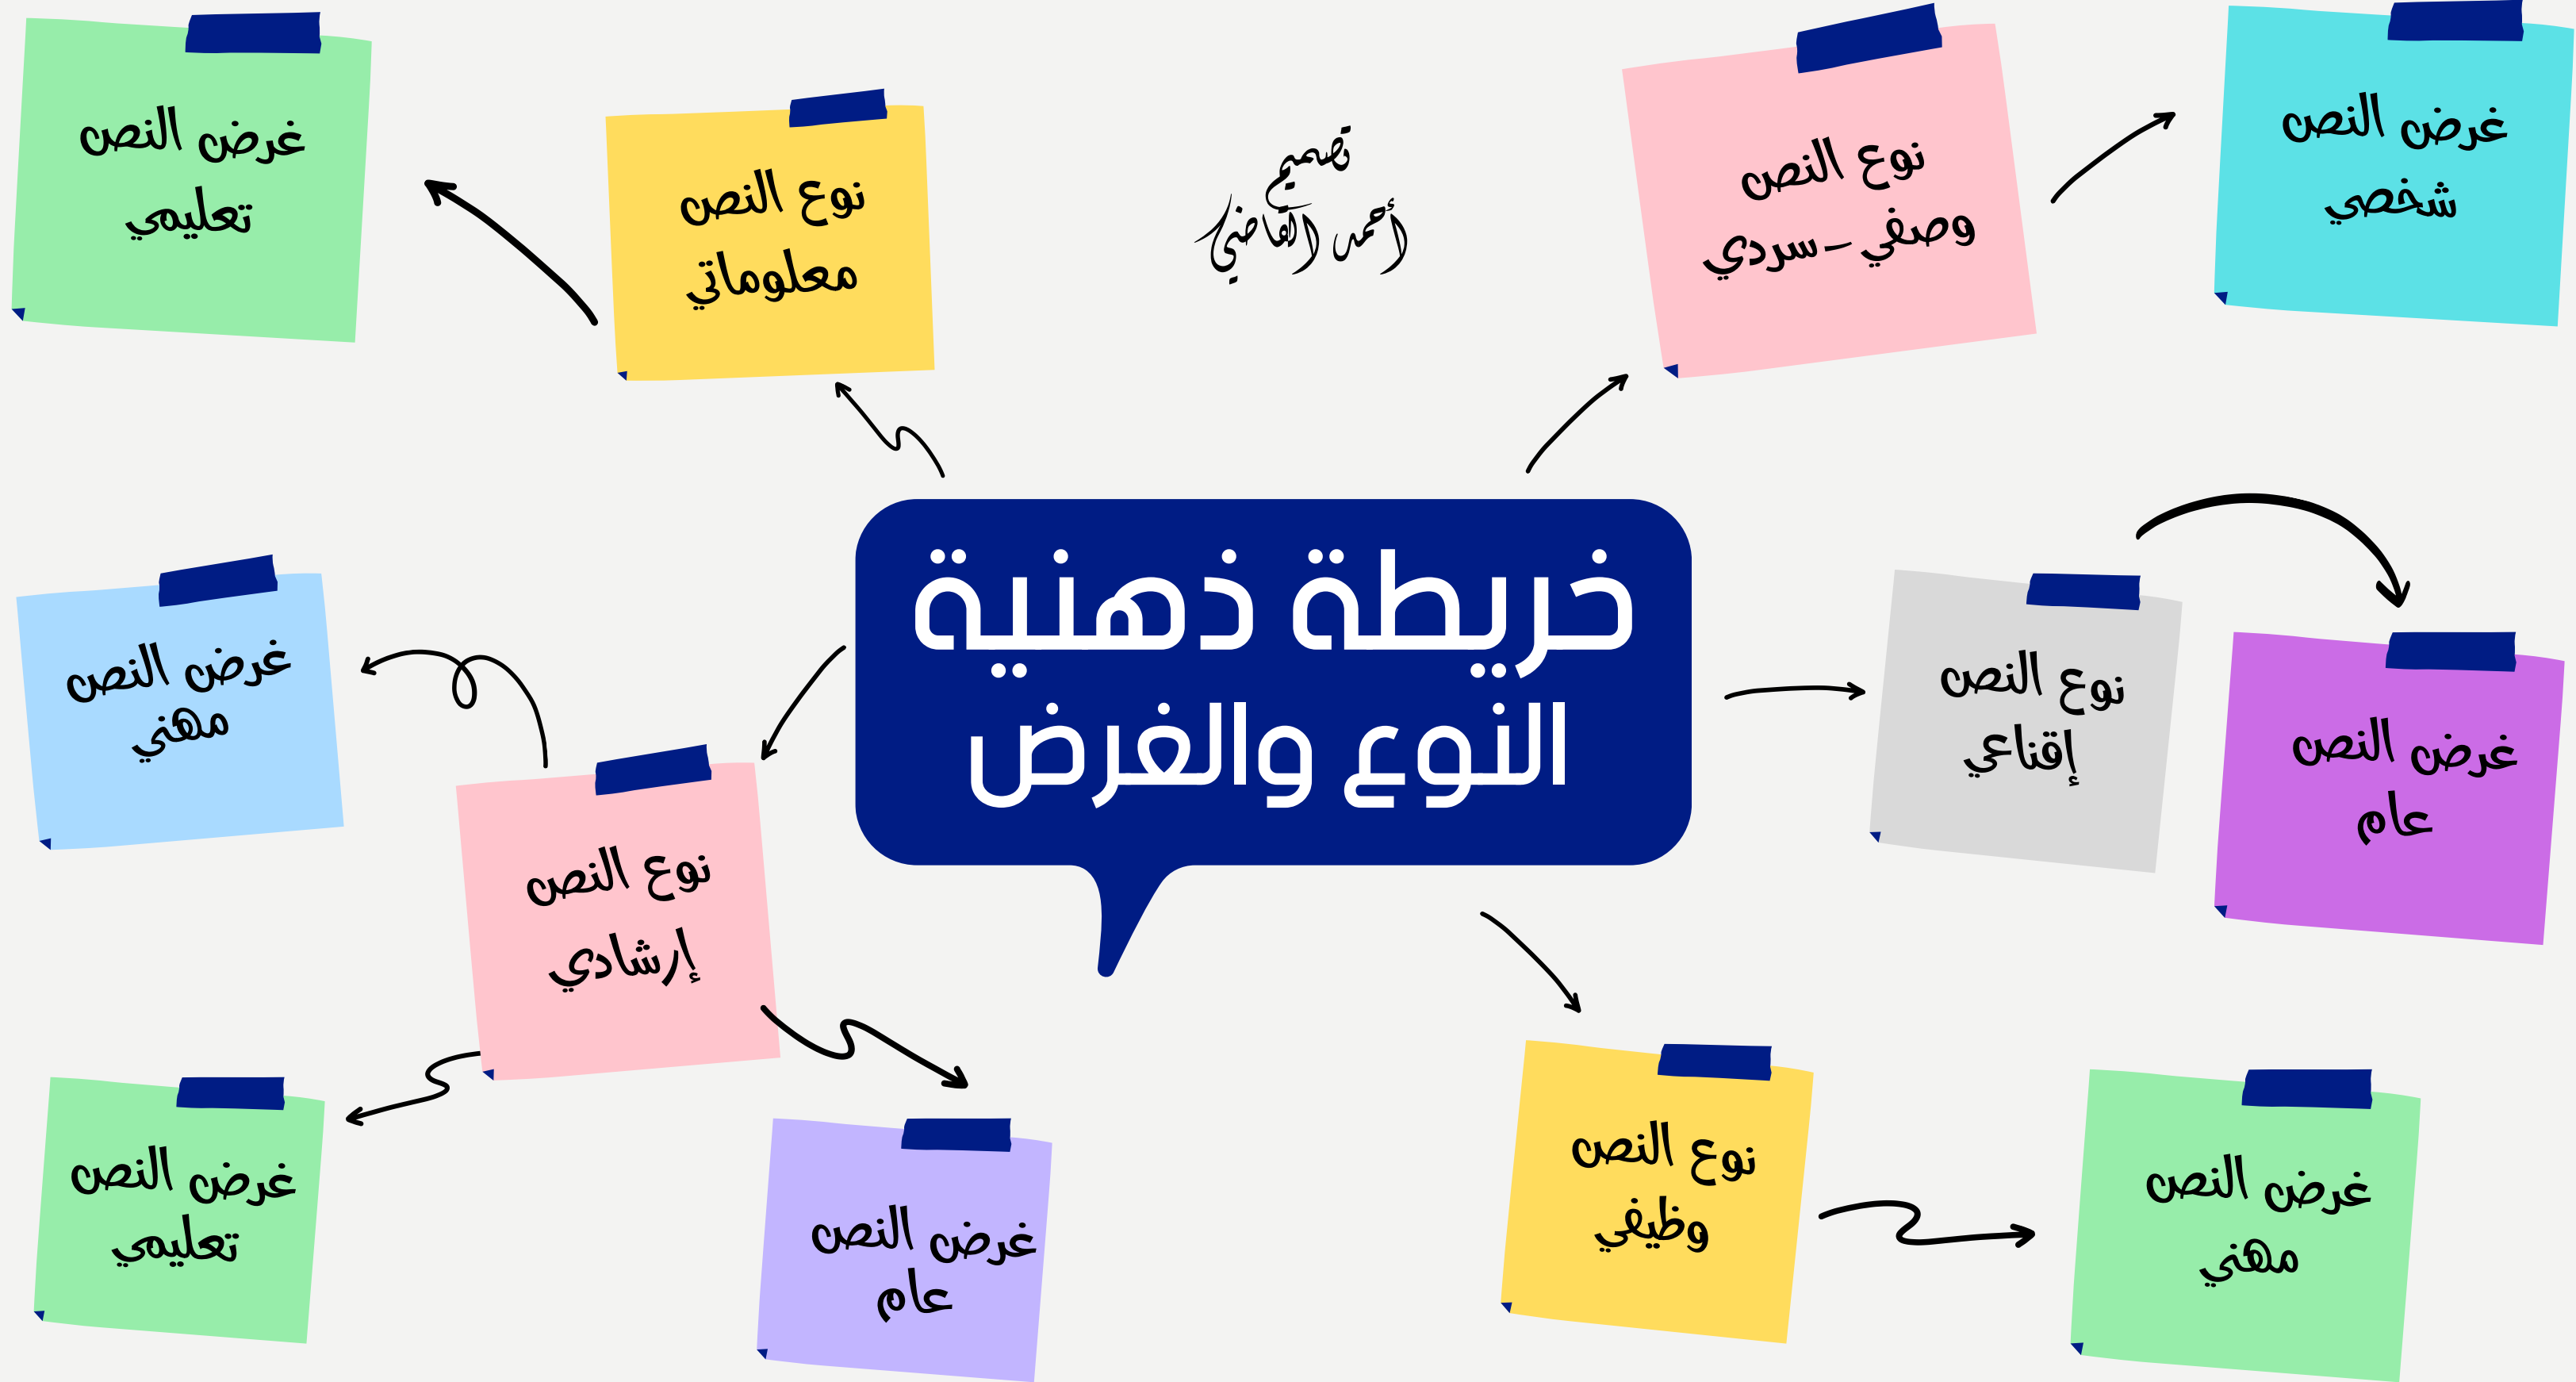 خريطة ذهنية
النوع والغرض
تصميم
أحمد القاضي
نوع النص
وصفي-سردي
غرض النص
شخصي
نوع النص
إقناعي
غرض النص
عام
نوع النص
وظيفي
غرض النص
مهني
نوع النص
معلوماتي
غرض النص
تعليمي
نوع النص
إرشادي
غرض النص
مهني
غرض النص
تعليمي
غرض النص
عام